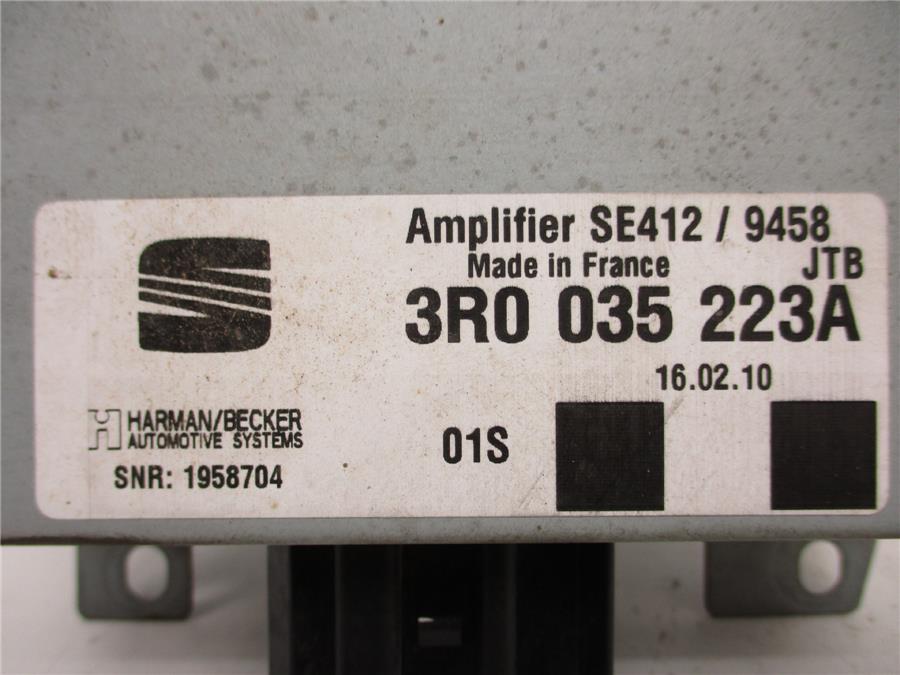 Amplifier SE412 / 9458
Made in France JTB
3R0 035 223A
16.02.10
HARMAN/BECKER
AUTOMOTIVE SYSTEMS
01S
SNR: 1958704